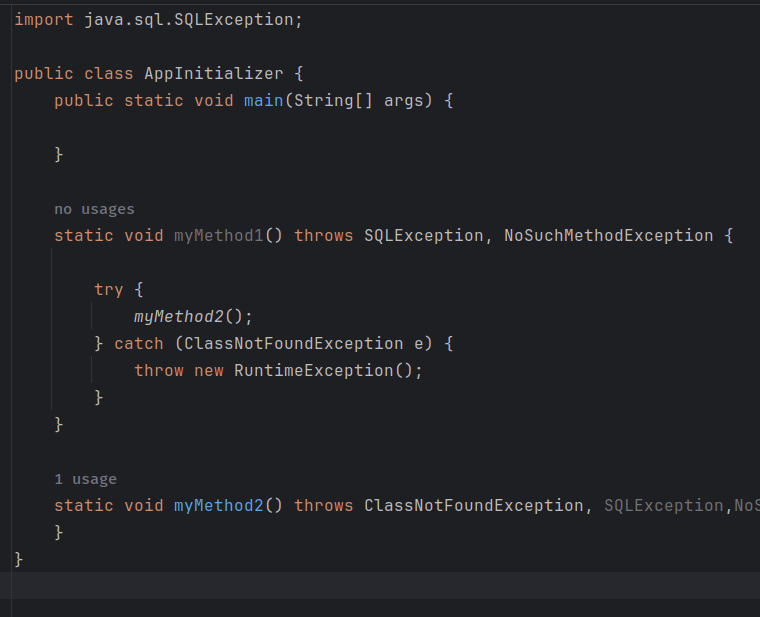 import java.sql.SQLException;
public class AppInitializer {
public static void main(String[] args) {
}
no usages
static void myMethod1() throws SQLException, NoSuchMethodException {
try {
myMethod2();
} catch (ClassNotFoundException e) {
throw new RuntimeException();
}
}
1 usage
static void myMethod2() throws ClassNotFoundException, SQLException,
}
}